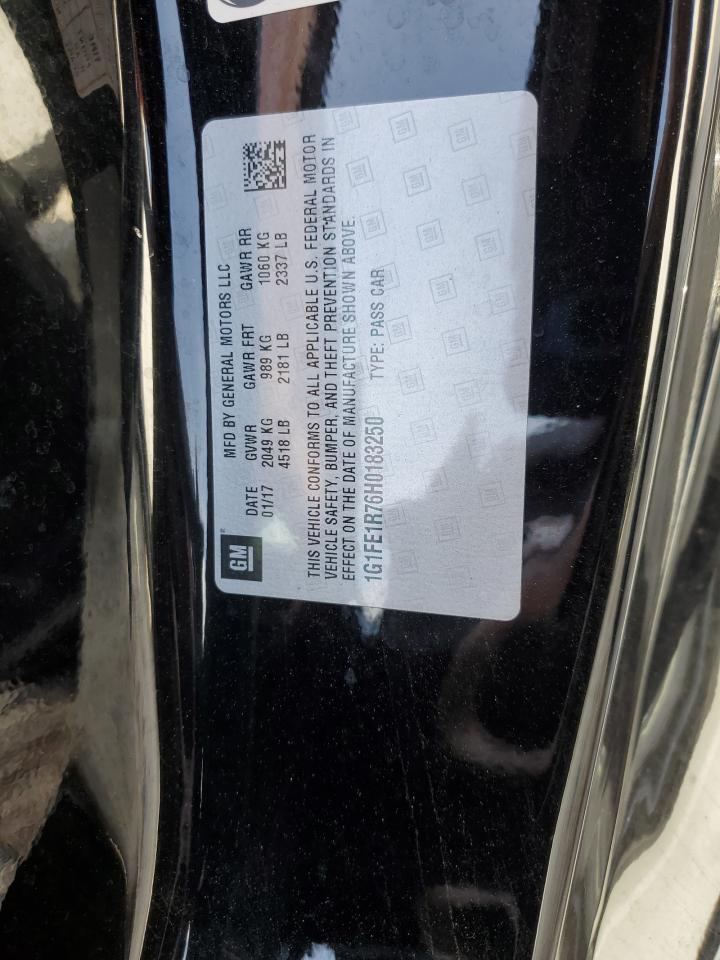 GM®
MFD BY GENERAL MOTORS LLC
DATE GVWR GAWR FRT GAWR RR
01/17 2049 KG 989 KG 1060 KG
4518 LB 2181 LB 2337 LB
THIS VEHICLE CONFORMS TO ALL APPLICABLE U.S. FEDERAL MOTOR
VEHICLE SAFETY, BUMPER, AND THEFT PREVENTION STANDARDS IN
EFFECT ON THE DATE OF MANUFACTURE SHOWN ABOVE.
1G1FE1R76H0183250 TYPE: PASS CAR